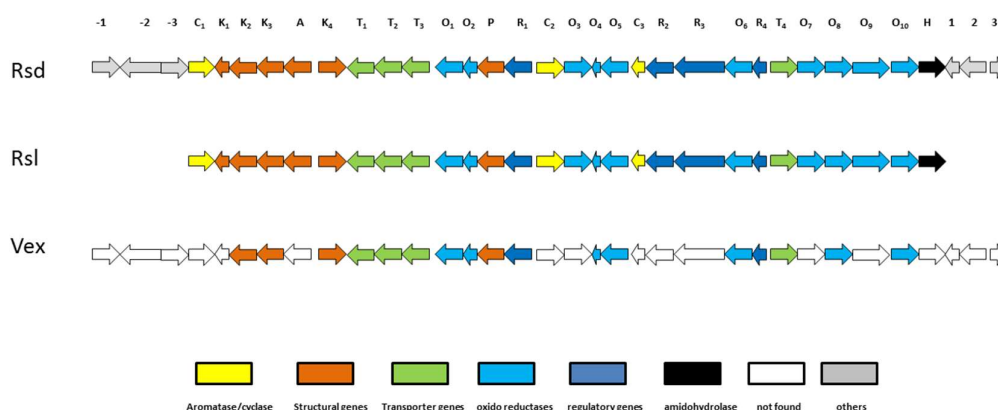 -1 -2 -3 C1 K1 K2 K3 A K4 T1 T2 T3 O1 O2 P R1 C2 O3 O4 O5 C3 R2 R3 O6 R4 T4 O7 O8 O9 O10 H 1 2 3
Rsd
Rsl
Vex
Aromatase/cyclase Structural genes Transporter genes oxido reductases regulatory genes amidohydrolase not found others